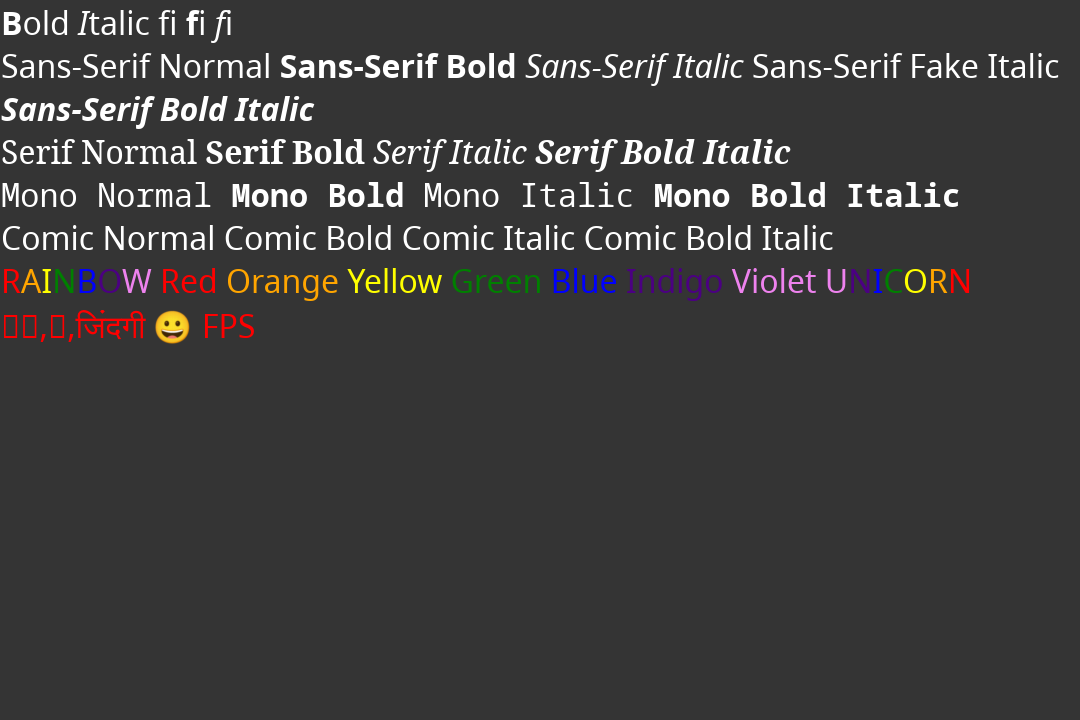 Bold Italic fi fi fi
Sans-Serif Normal Sans-Serif Bold Sans-Serif Italic Sans-Serif Fake Italic
Sans-Serif Bold Italic
Serif Normal Serif Bold Serif Italic Serif Bold Italic
Mono Normal Mono Bold Mono Italic Mono Bold Italic
Comic Normal Comic Bold Comic Italic Comic Bold Italic
RAINBOW Red Orange Yellow Green Blue Indigo Violet UNICORN
जिंदगी 😀 FPS